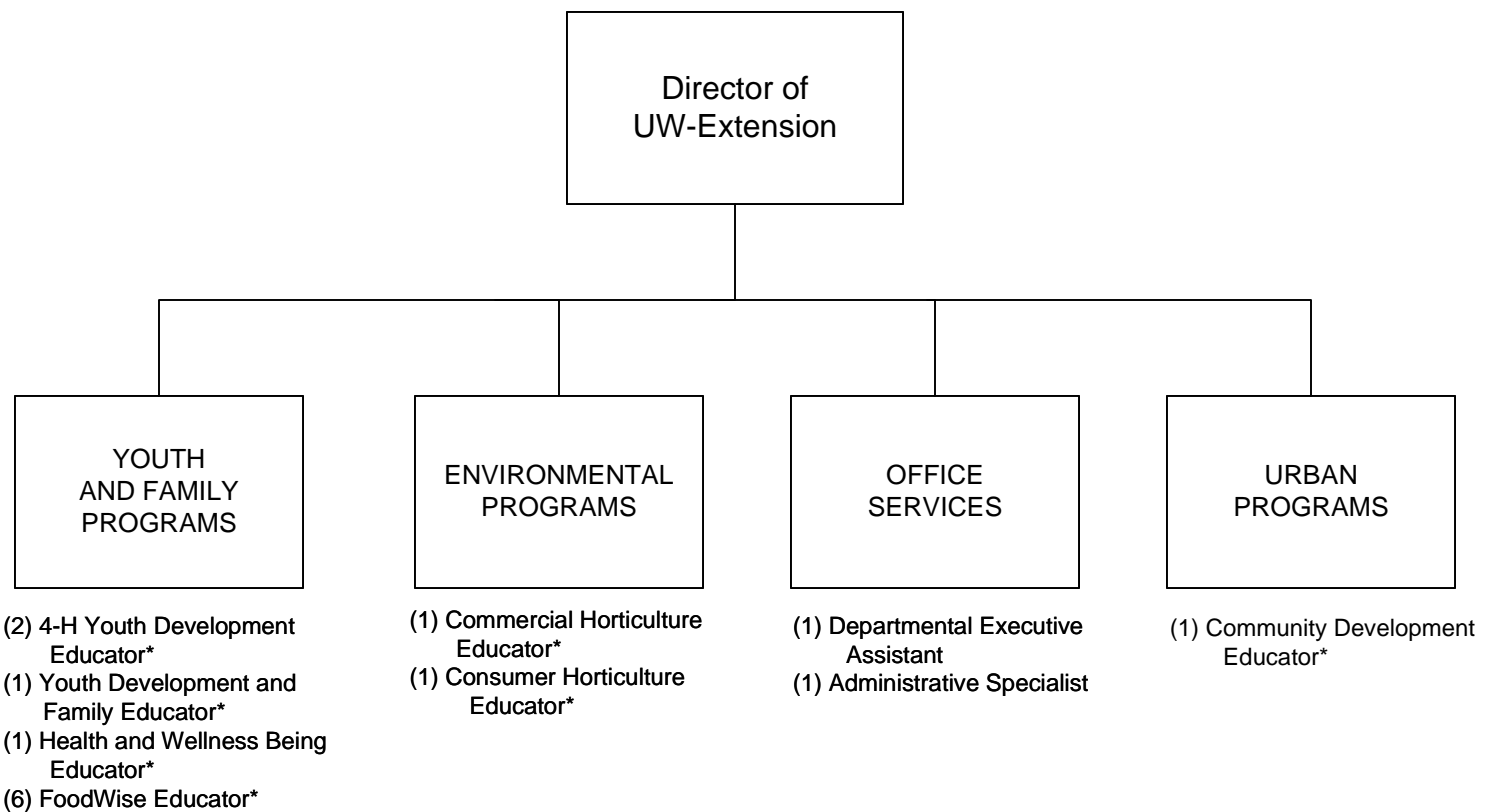 Director of
UW-Extension
YOUTH
AND FAMILY
PROGRAMS
ENVIRONMENTAL
PROGRAMS
OFFICE
SERVICES
URBAN
PROGRAMS
(2) 4-H Youth Development
Educator*
(1) Youth Development and
Family Educator*
(1) Health and Wellness Being
Educator*
(6) FoodWise Educator*
(1) Commercial Horticulture
Educator*
(1) Consumer Horticulture
Educator*
(1) Departmental Executive
Assistant
(1) Administrative Specialist
(1) Community Development
Educator*